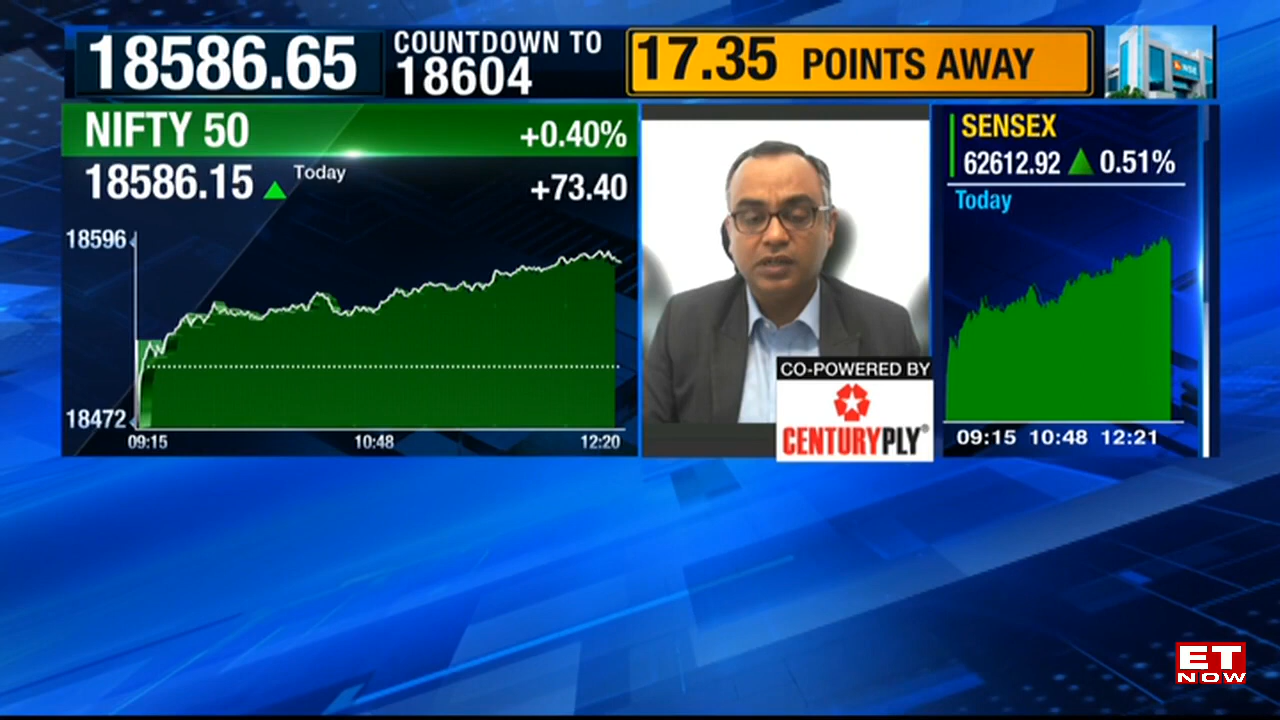 18586.65
COUNTDOWN TO
18604
17.35 POINTS AWAY
NSE
NIFTY 50
+0.40%
18586.15
Today
+73.40
18596
18472
09:15
10:48
12:20
CO-POWERED BY
CENTURYPLY®
SENSEX
62612.92 0.51%
Today
09:15 10:48 12:21
ET
NOW